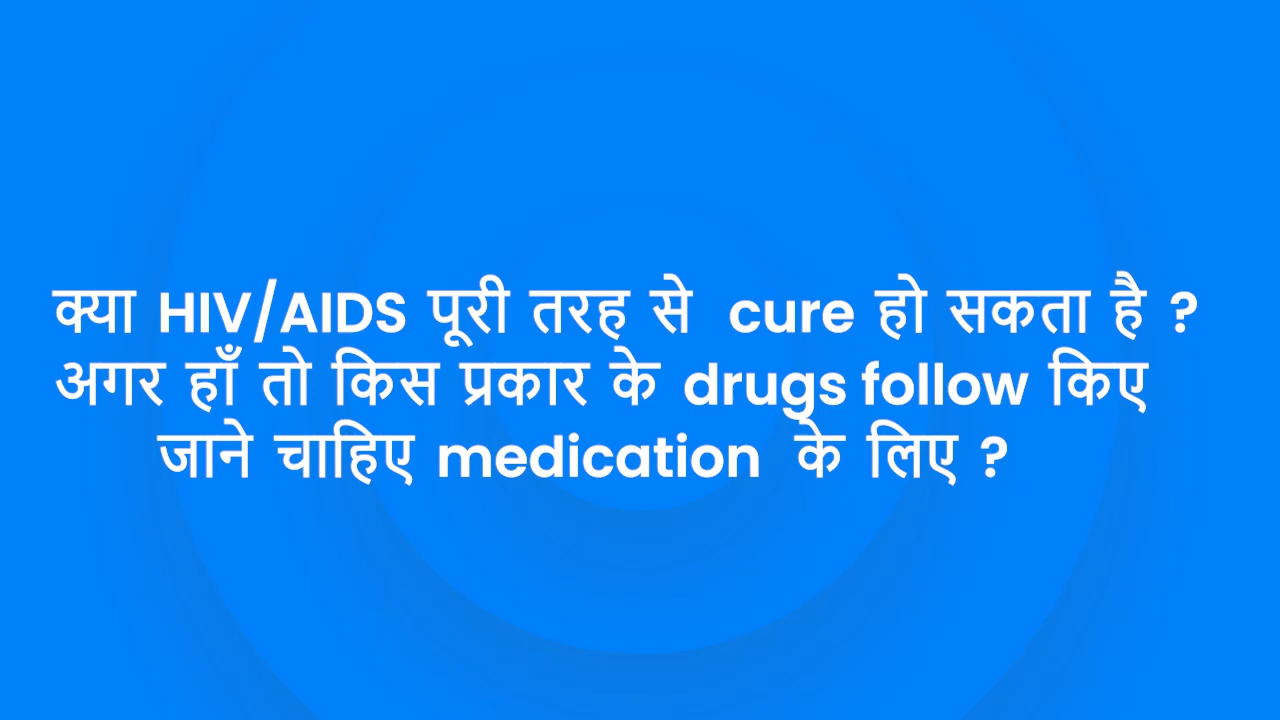 क्या HIV/AIDS पूरी तरह से cure हो सकता है ?
अगर हाँ तो किस प्रकार के drugs follow किए
जाने चाहिए medication के लिए ?